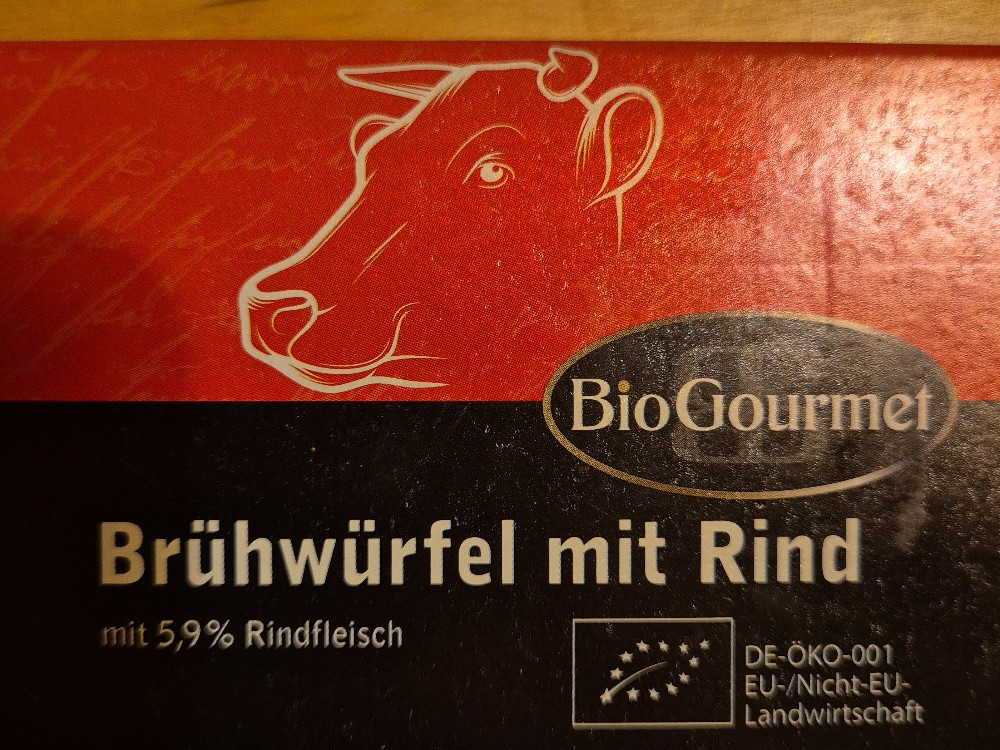 BioGourmet
Brühwürfel mit Rind
mit 5,9% Rindfleisch
DE-ÖKO-001
EU-/Nicht-EU-
Landwirtschaft